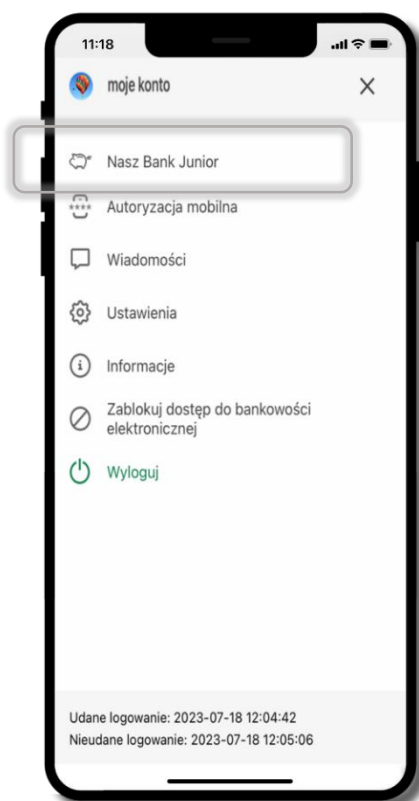 11:18
moje konto
Nasz Bank Junior
Autoryzacja mobilna
Wiadomości
Ustawienia
Informacje
Zablokuj dostęp do bankowości
elektronicznej
Wyloguj
Udane logowanie: 2023-07-18 12:04:42
Nieudane logowanie: 2023-07-18 12:05:06